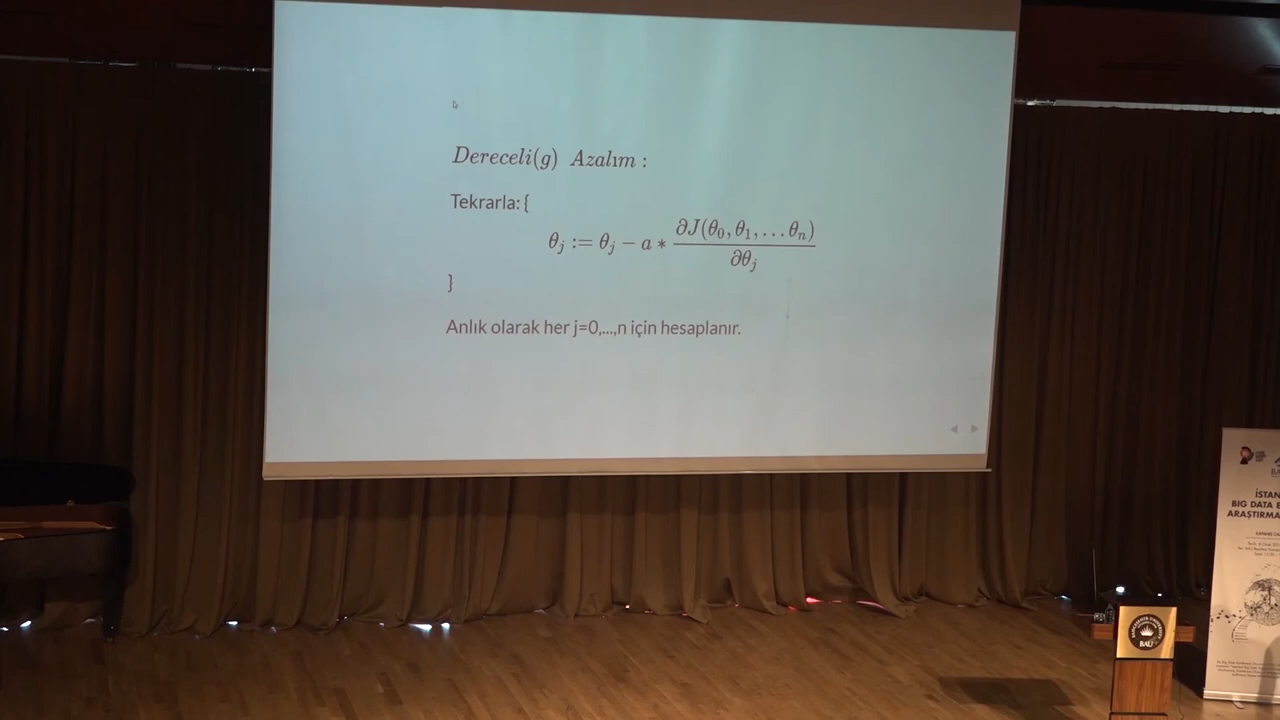 Dereceli(g) Azalım :
Tekrarla: {
θ_j := θ_j − a * ∂J(θ_0, θ_1, … θ_n) / ∂θ_j
}
Anlık olarak her j=0,...,n için hesaplanır.
İSTAN
BIG DATA E
ARAŞTIRMA
BAU